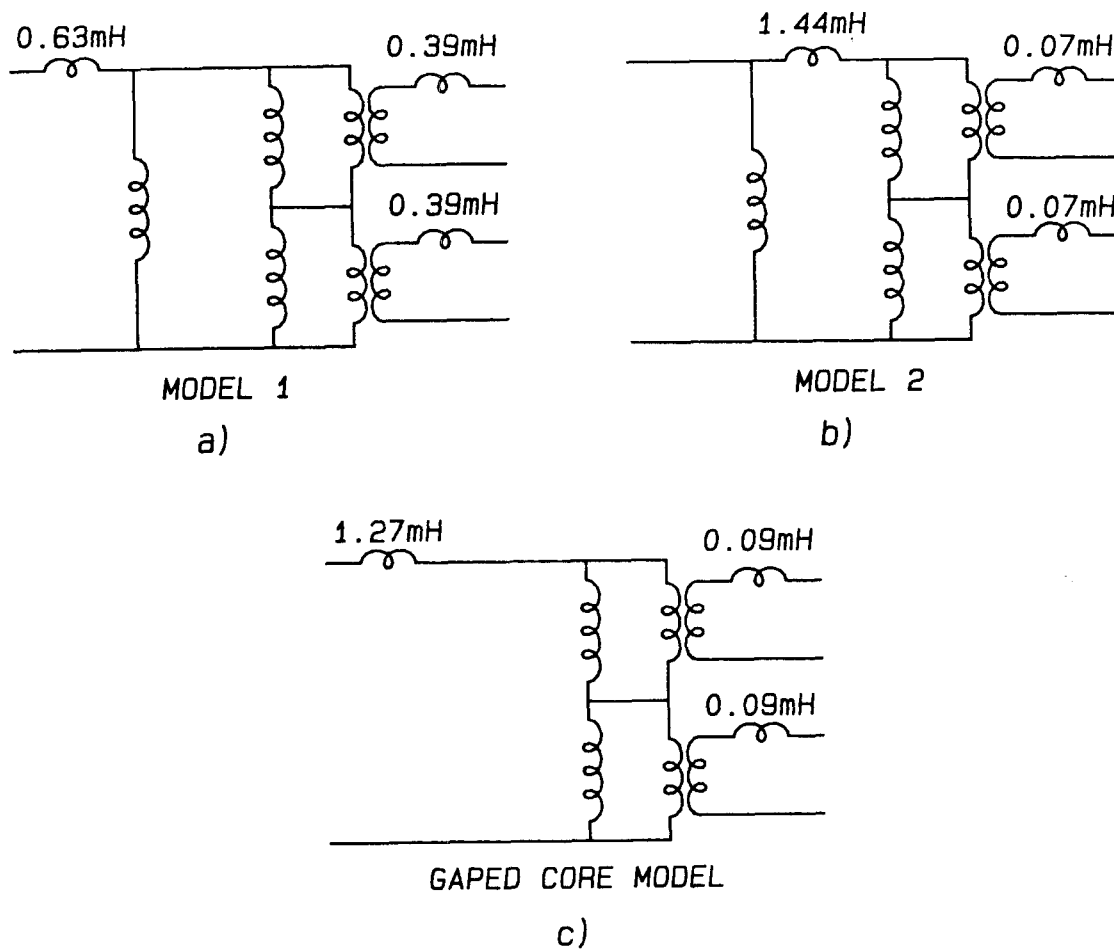 0.63mH
0.39mH
0.39mH
MODEL 1
a)
1.44mH
0.07mH
0.07mH
MODEL 2
b)
1.27mH
0.09mH
0.09mH
GAPED CORE MODEL
c)